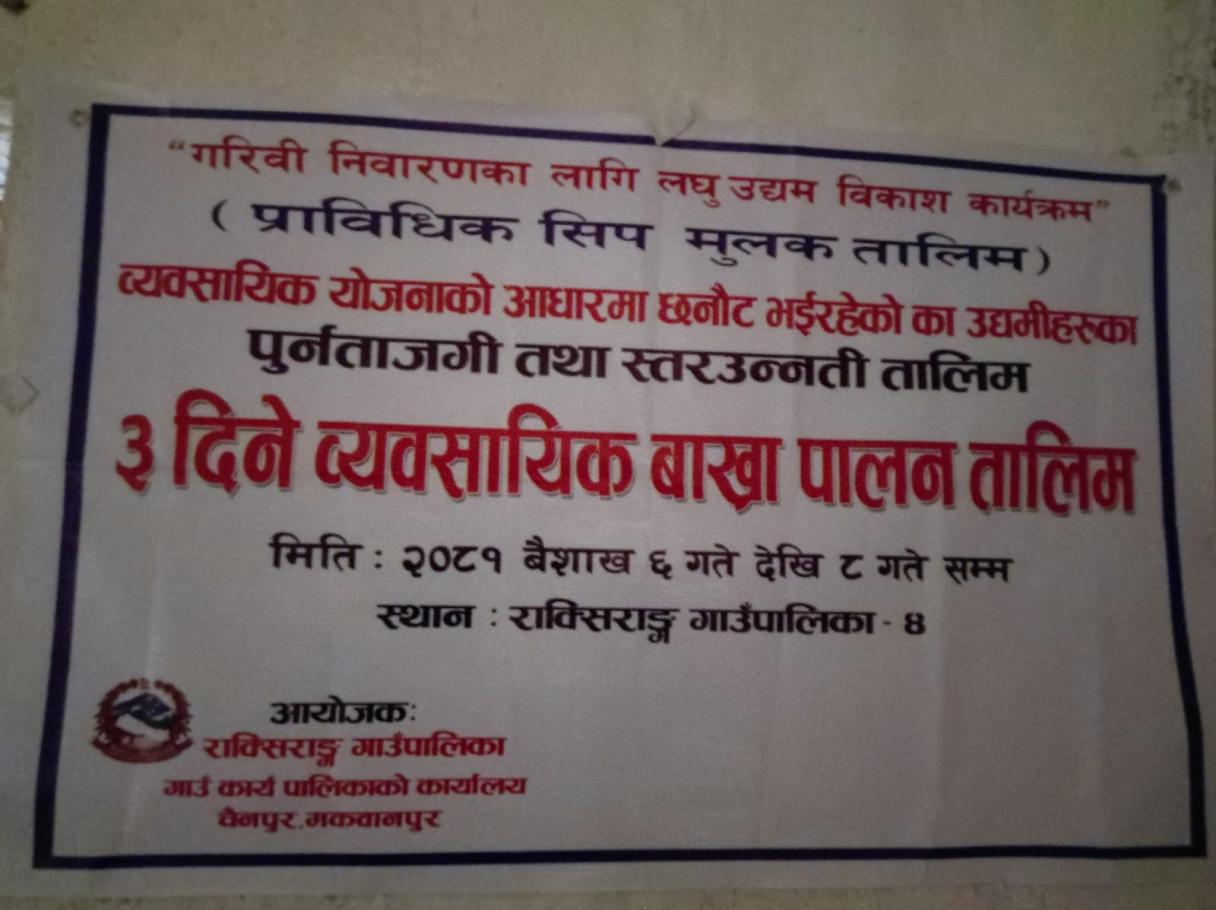 “गरिवी निवारणका लागि लघु उद्यम विकाश कार्यक्रम”
( प्राविधिक सिप मुलक तालिम )
व्यवसायिक योजनाको आधारमा छनौट भईरहेको का उद्यमीहरुका
पुर्नताजगी तथा स्तरउन्नती तालिम
३ दिने व्यवसायिक बाख्रा पालन तालिम
मिति : २०८१ बैशाख ६ गते देखि ८ गते सम्म
स्थान : राक्सिराङ्ग गाउँपालिका - ४
आयोजकः
राक्सिराङ्ग गाउँपालिका
गाउँ कार्य पालिकाको कार्यालय
चैनपुर,मकवानपुर